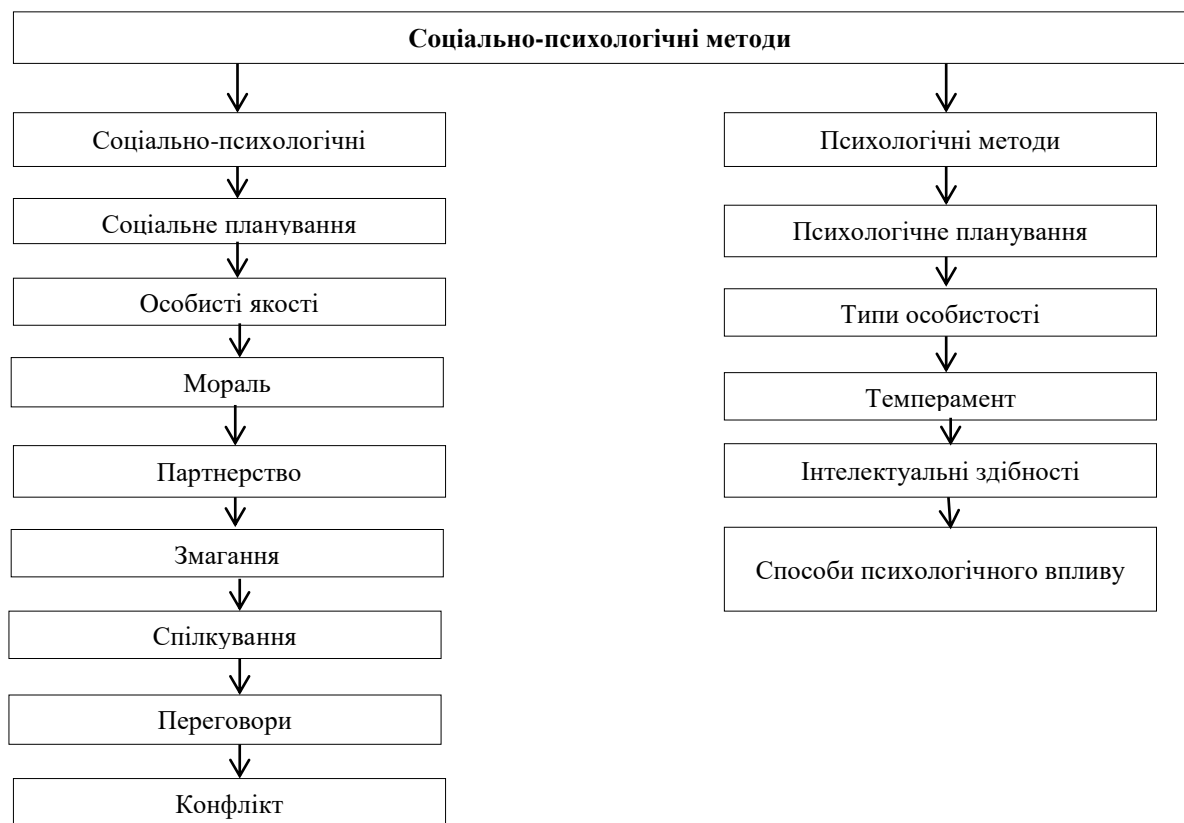 Соціально-психологічні методи
Соціально-психологічні
Соціальне планування
Особисті якості
Мораль
Партнерство
Змагання
Спілкування
Переговори
Конфлікт
Психологічні методи
Психологічне планування
Типи особистості
Темперамент
Інтелектуальні здібності
Способи психологічного впливу